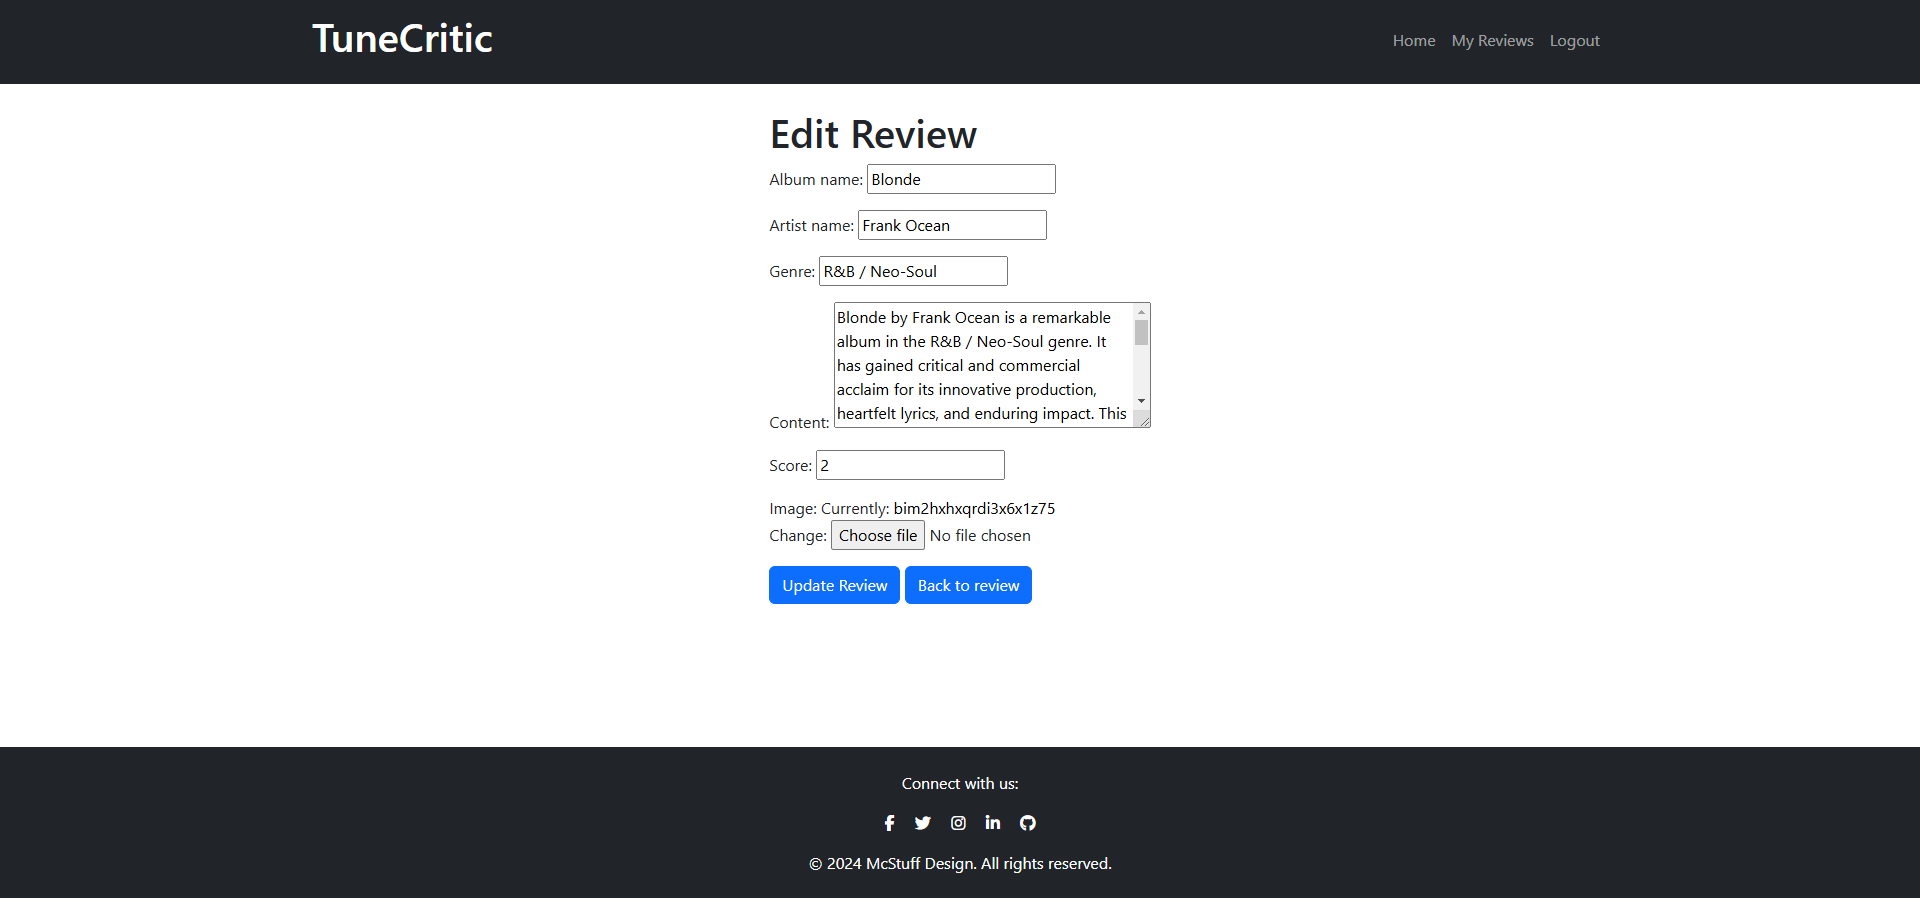 TuneCritic
Home My Reviews Logout
Edit Review
Album name: Blonde
Artist name: Frank Ocean
Genre: R&B / Neo-Soul
Blonde by Frank Ocean is a remarkable
album in the R&B / Neo-Soul genre. It
has gained critical and commercial
acclaim for its innovative production,
heartfelt lyrics, and enduring impact. This
Content:
Score: 2
Image: Currently: bim2hxhxqrdi3x6x1z75
Change: Choose file No file chosen
Update Review Back to review
Connect with us:
© 2024 McStuff Design. All rights reserved.